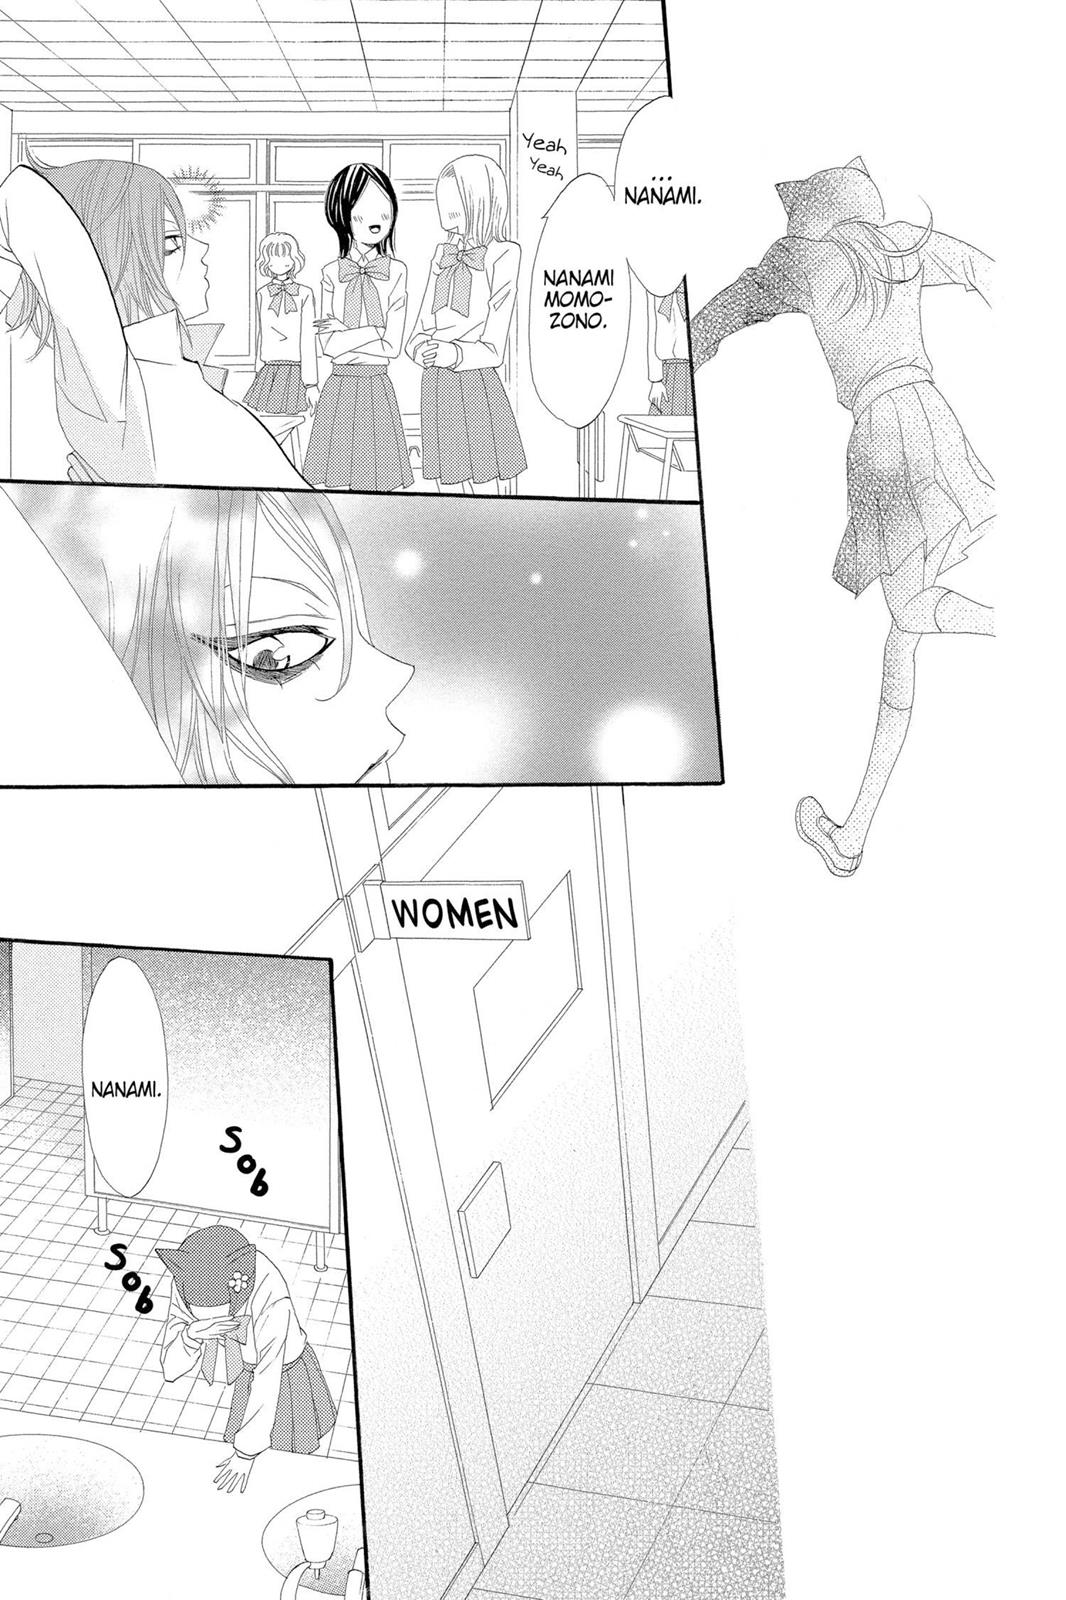 ...
NANAMI.
Yeah
Yeah
NANAMI
MOMO-
ZONO.
WOMEN
NANAMI.
Sob
Sob